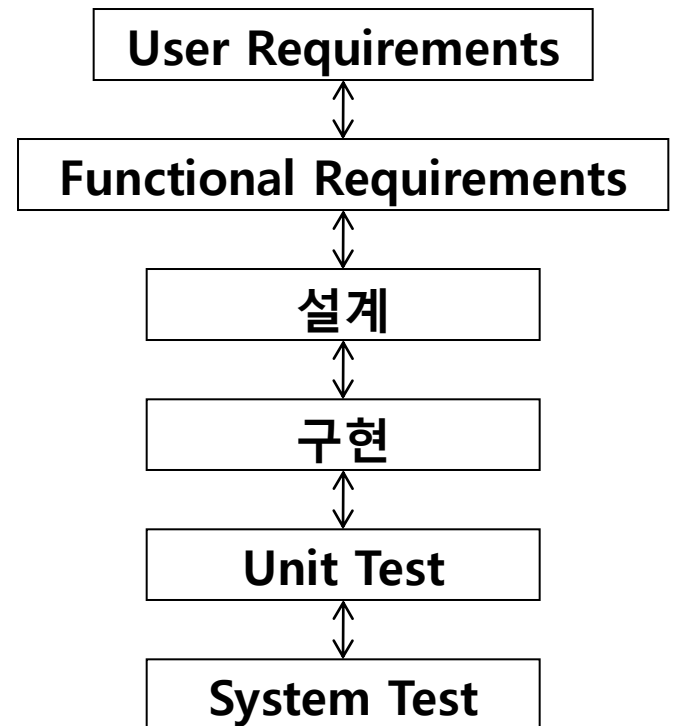 User Requirements
Functional Requirements
설계
구현
Unit Test
System Test